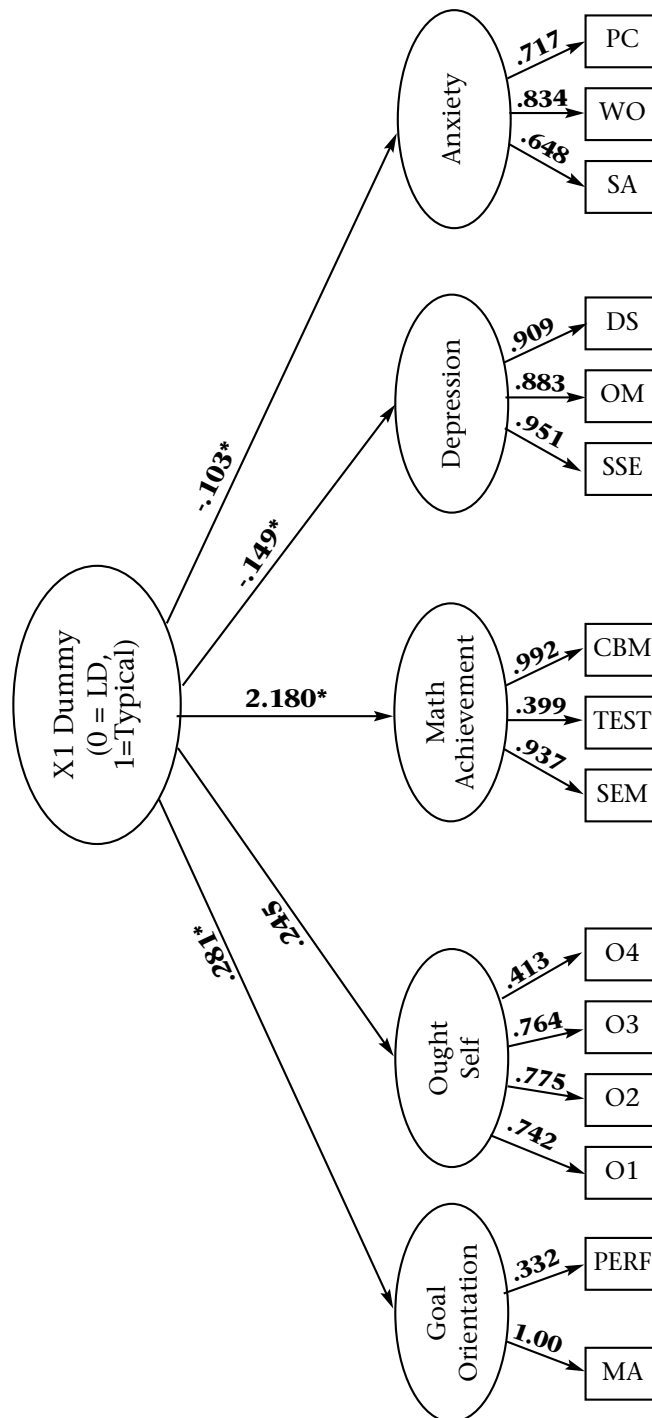 X1 Dummy
(0 = LD,
1=Typical)
.281*
.245
2.180*
-.149*
-.103*
Goal
Orientation
Ought
Self
Math
Achievement
Depression
Anxiety
1.00
.332
.742
.775
.764
.413
.937
.399
.992
.951
.883
.909
.648
.834
.717
MA
PERF
O1
O2
O3
O4
SEM
TEST
CBM
SSE
OM
DS
SA
WO
PC